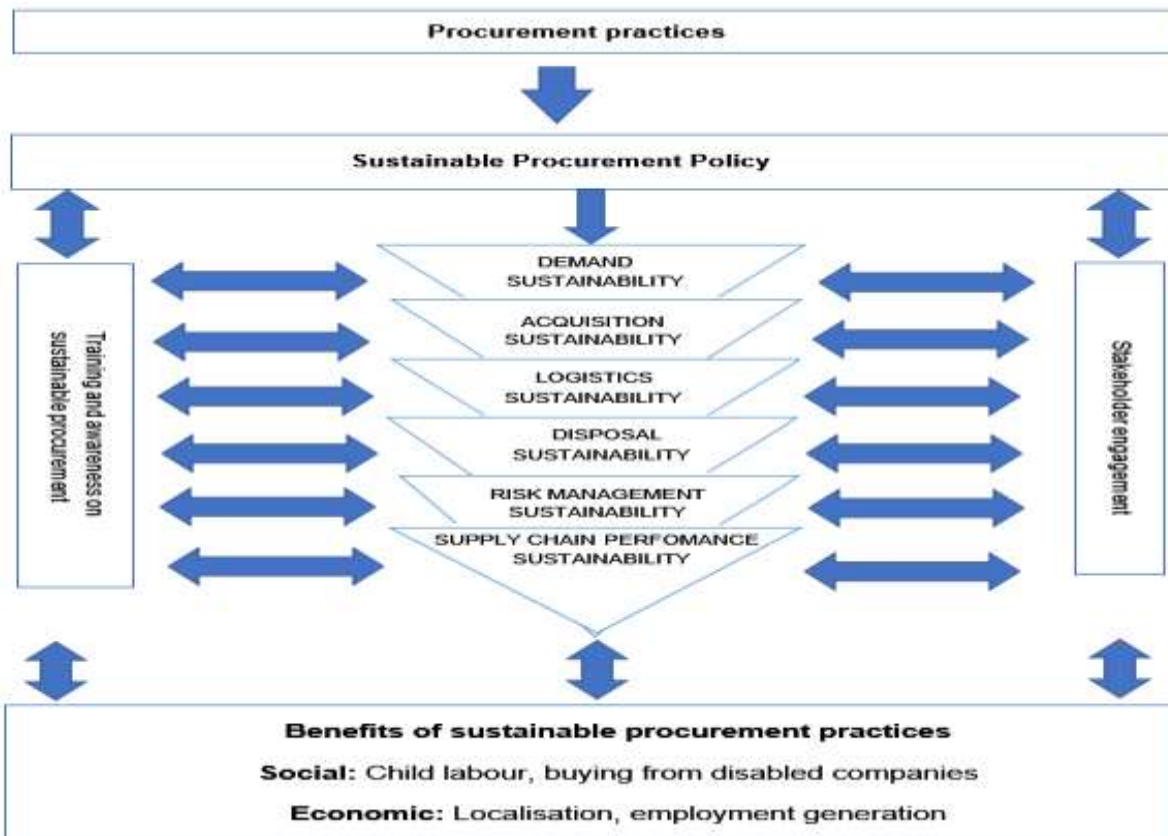 Procurement practices
Sustainable Procurement Policy
Training and awareness on
sustainable procurement
DEMAND
SUSTAINABILITY
ACQUISITION
SUSTAINABILITY
LOGISTICS
SUSTAINABILITY
DISPOSAL
SUSTAINABILITY
RISK MANAGEMENT
SUSTAINABILITY
SUPPLY CHAIN PERFOMANCE
SUSTAINABILITY
Stakeholder engagement
Benefits of sustainable procurement practices
Social: Child labour, buying from disabled companies
Economic: Localisation, employment generation